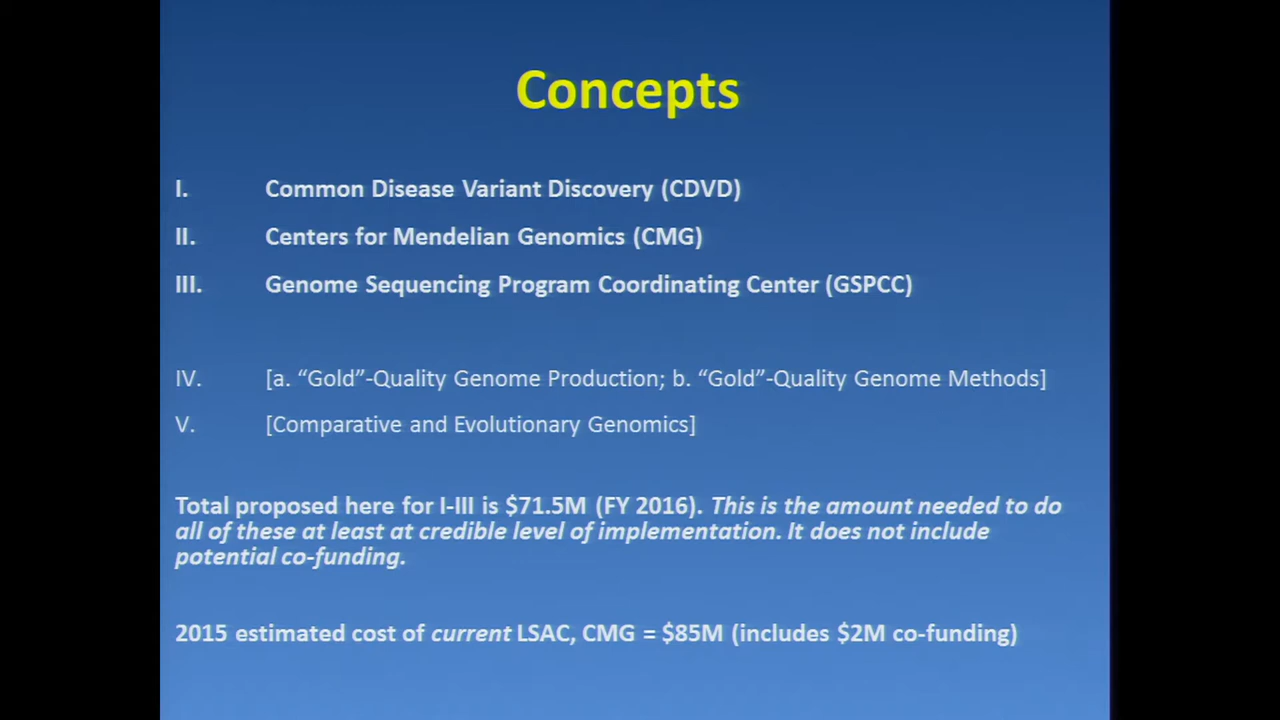 Concepts
I. Common Disease Variant Discovery (CDVD)
II. Centers for Mendelian Genomics (CMG)
III. Genome Sequencing Program Coordinating Center (GSPCC)
IV. [a. “Gold”-Quality Genome Production; b. “Gold”-Quality Genome Methods]
V. [Comparative and Evolutionary Genomics]
Total proposed here for I-III is $71.5M (FY 2016). This is the amount needed to do
all of these at least at credible level of implementation. It does not include
potential co-funding.
2015 estimated cost of current LSAC, CMG = $85M (includes $2M co-funding)